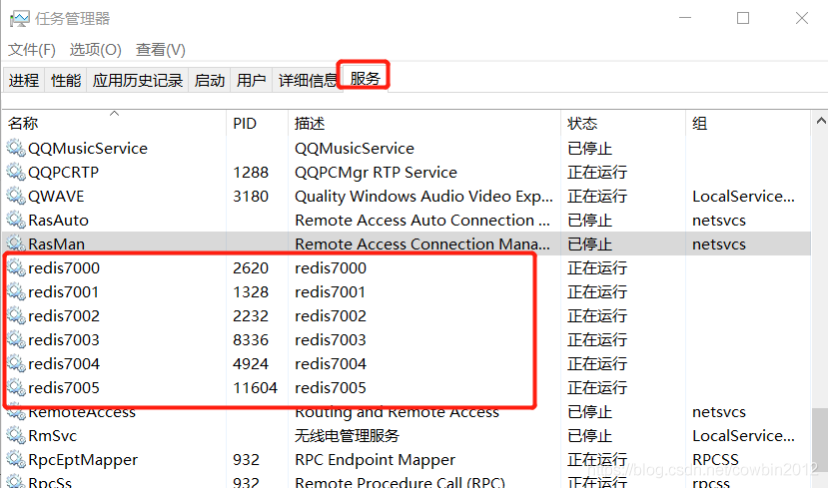 任务管理器
文件(F) 选项(O) 查看(V)
进程 性能 应用历史记录 启动 用户 详细信息 服务
名称 PID 描述 状态 组
QQMusicService QQMusicService 已停止
QQPCRTP 1288 QQPCMgr RTP Service 正在运行
QWAVE 3180 Quality Windows Audio Video Exp... 正在运行 LocalService...
RasAuto Remote Access Auto Connection ... 已停止 netsvcs
RasMan Remote Access Connection Mana... 已停止 netsvcs
redis7000 2620 redis7000 正在运行
redis7001 1328 redis7001 正在运行
redis7002 2232 redis7002 正在运行
redis7003 8336 redis7003 正在运行
redis7004 4924 redis7004 正在运行
redis7005 11604 redis7005 正在运行
RemoteAccess Routing and Remote Access 已停止 netsvcs
RmSvc 无线电管理服务 已停止 LocalService...
RpcEptMapper 932 RPC Endpoint Mapper 正在运行 RPCSS
https://blog.csdn.net/cowbin2012
RpcSs 932 Remote Procedure Call (RPC) 正在运行 rpcss